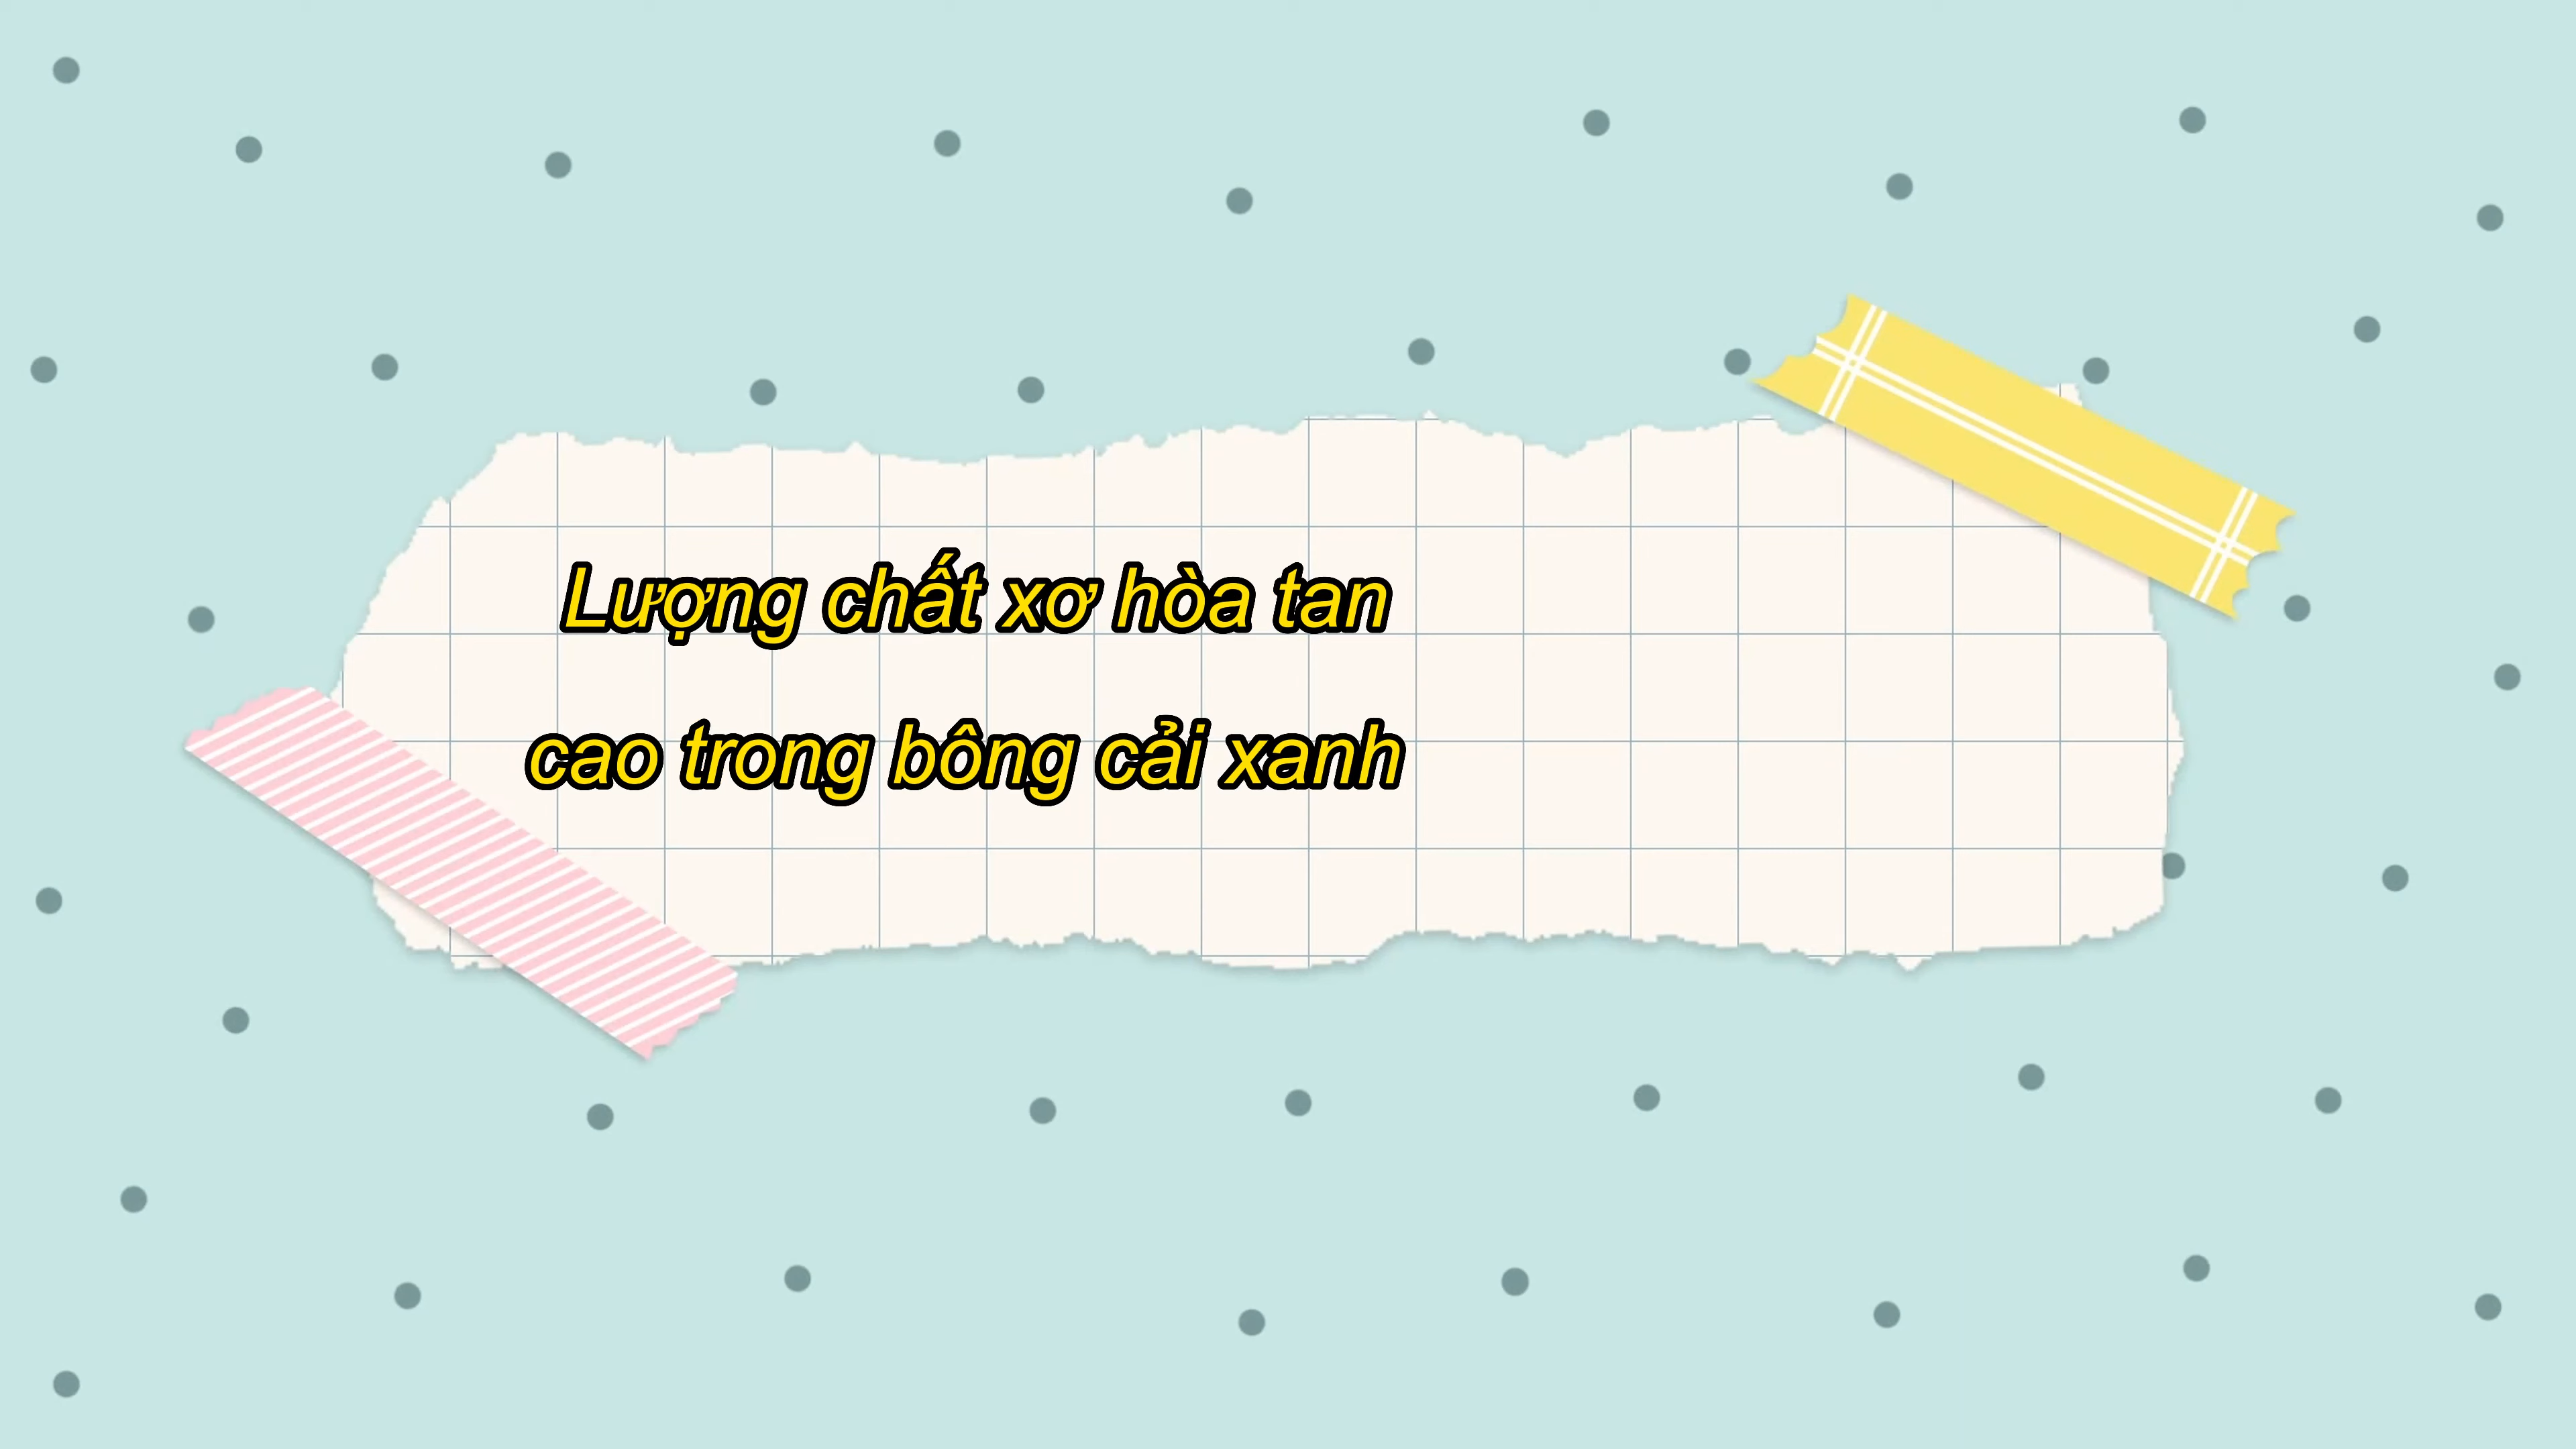 Lượng chất xơ hòa tan
cao trong bông cải xanh